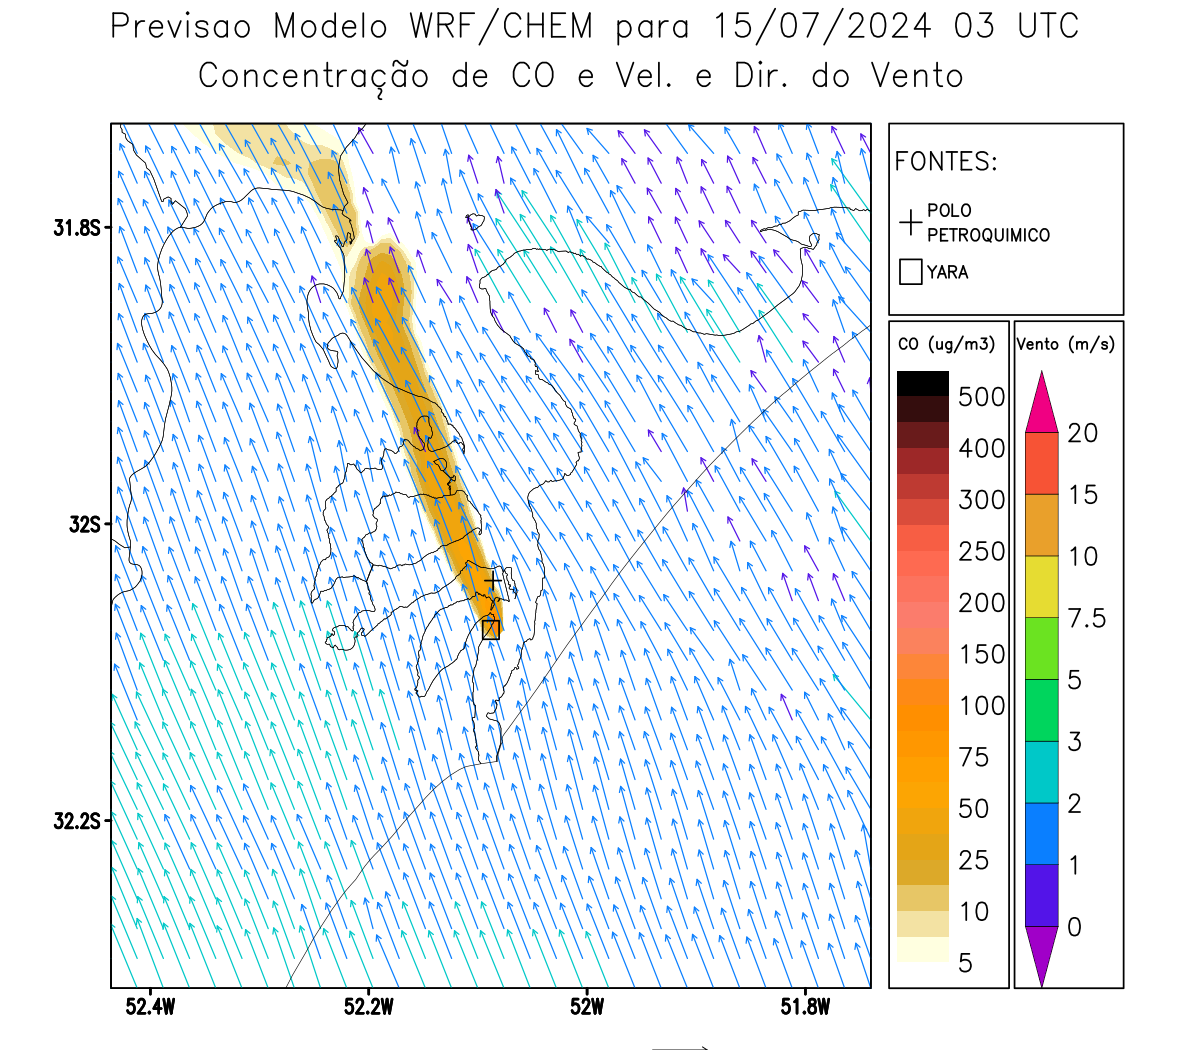 Previsao Modelo WRF/CHEM para 15/07/2024 03 UTC
Concentração de CO e Vel. e Dir. do Vento
FONTES:
POLO
PETROQUIMICO
YARA
CO (ug/m3)
500
400
300
250
200
150
100
75
50
25
10
5
Vento (m/s)
20
15
10
7.5
5
3
2
1
0
31.8S
32S
32.2S
52.4W
52.2W
52W
51.8W